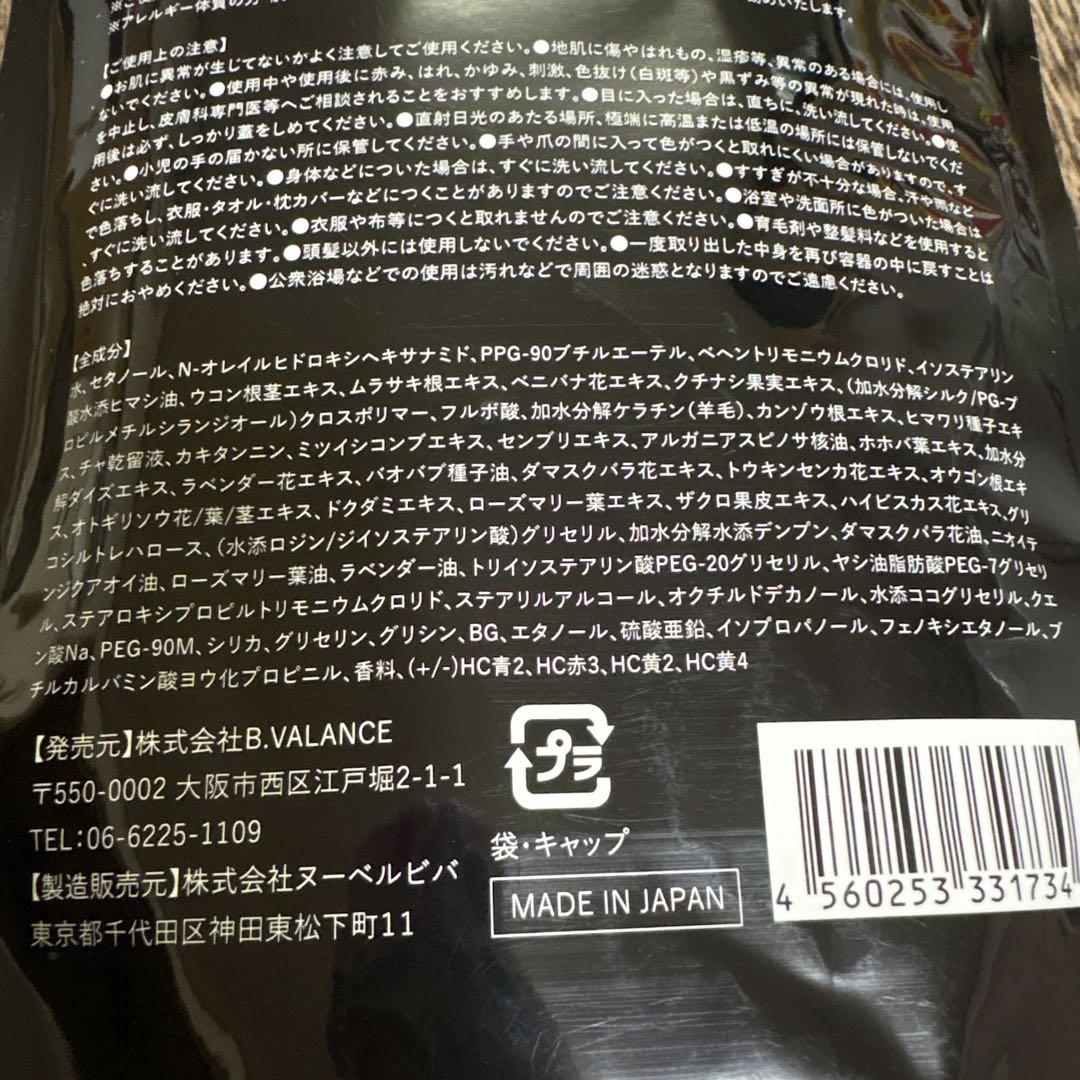 ※アレルギー体質の方
いたします。
【ご使用上の注意】
●お肌に異常が生じてないかよく注意してご使用ください。●地肌に傷やはれもの、湿疹等、異常のある場合には、使用し
ないでください。●使用中や使用後に赤み、はれ、かゆみ、刺激、色抜け(白斑等)や黒ずみ等の異常が現れた時は、使用
を中止し、皮膚科専門医等へご相談されることをおすすめします。●目に入った場合は、直ちに、洗い流してください。●使
用後は必ず、しっかり蓋をしめてください。●直射日光のあたる場所、極端に高温または低温の場所には保管しないでくだ
さい。●小児の手の届かない所に保管してください。●手や爪の間に入って色がつくと取れにくい場合がありますので、す
ぐに洗い流してください。●身体などについた場合は、すぐに洗い流してください。●すすぎが不十分な場合、汗や雨など
で色落ちし、衣服・タオル・枕カバーなどにつくことがありますのでご注意ください。●浴室や洗面所に色がついた場合は
すぐに洗い流してください。●衣服や布等につくと取れませんのでご注意ください。●育毛剤や整髪料などを使用すると
色落ちすることがあります。●頭髪以外には使用しないでください。●一度取り出した中身を再び容器の中に戻すことは
絶対におやめください。●公衆浴場などでの使用は汚れなどで周囲の迷惑となりますのでご遠慮ください。
【全成分】
水、セタノール、N-オレイルヒドロキシヘキサナミド、PPG-90ブチルエーテル、ベヘントリモニウムクロリド、イソステアリン
酸水添ヒマシ油、ウコン根茎エキス、ムラサキ根エキス、ベニバナ花エキス、クチナシ果実エキス、(加水分解シルク/PG-プ
ロピルメチルシランジオール)クロスポリマー、フルボ酸、加水分解ケラチン(羊毛)、カンゾウ根エキス、ヒマワリ種子エキ
ス、チャ乾留液、カキタンニン、ミツイシコンブエキス、センブリエキス、アルガニアスピノサ核油、ホホバ葉エキス、加水分
解ダイズエキス、ラベンダー花エキス、バオバブ種子油、ダマスクバラ花エキス、トウキンセンカ花エキス、オウゴン根エキ
ス、オトギリソウ花/葉/茎エキス、ドクダミエキス、ローズマリー葉エキス、ザクロ果皮エキス、ハイビスカス花エキス、グリ
コシルトレハロース、(水添ロジン/ジイソステアリン酸)グリセリル、加水分解水添デンプン、ダマスクバラ花油、ニオイテ
ンジクアオイ油、ローズマリー葉油、ラベンダー油、トリイソステアリン酸PEG-20グリセリル、ヤシ油脂肪酸PEG-7グリセリ
ル、ステアロキシプロピルトリモニウムクロリド、ステアリルアルコール、オクチルドデカノール、水添ココグリセリル、クエ
ン酸Na、PEG-90M、シリカ、グリセリン、グリシン、BG、エタノール、硫酸亜鉛、イソプロパノール、フェノキシエタノール、ブ
チルカルバミン酸ヨウ化プロピニル、香料、(+/-)HC青2、HC赤3、HC黄2、HC黄4
【発売元】株式会社B.VALANCE
〒550-0002 大阪市西区江戸堀2-1-1
TEL:06-6225-1109
【製造販売元】株式会社ヌーベルビバ
東京都千代田区神田東松下町11
プラ
袋・キャップ
MADE IN JAPAN
4 560253 331734